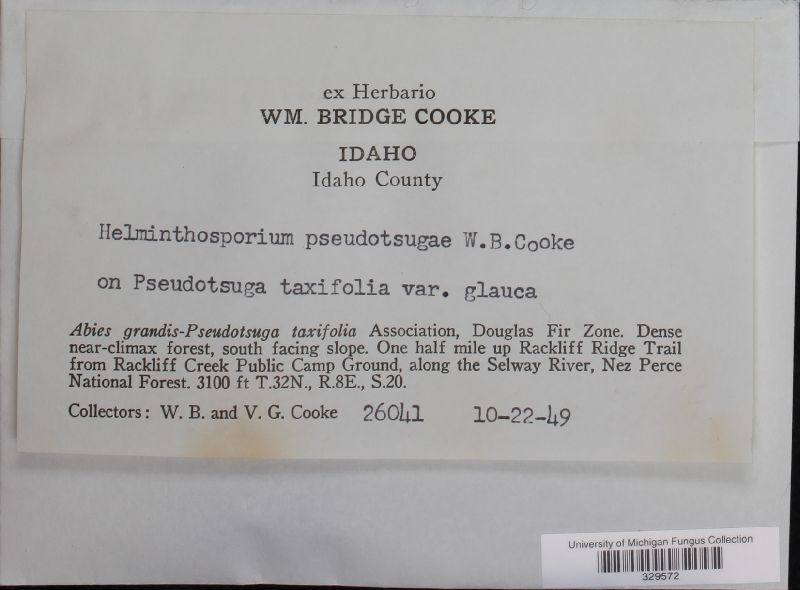 ex Herbario
WM. BRIDGE COOKE
IDAHO
Idaho County
Helminthosporium pseudotsugae W.B.Cooke
on Pseudotsuga taxifolia var. glauca
Abies grandis-Pseudotsuga taxifolia Association, Douglas Fir Zone. Dense
near-climax forest, south facing slope. One half mile up Rackliff Ridge Trail
from Rackliff Creek Public Camp Ground, along the Selway River, Nez Perce
National Forest. 3100 ft T.32N., R.8E., S.20.
Collectors: W. B. and V. G. Cooke 26041 10-22-49
University of Michigan Fungus Collection
329572